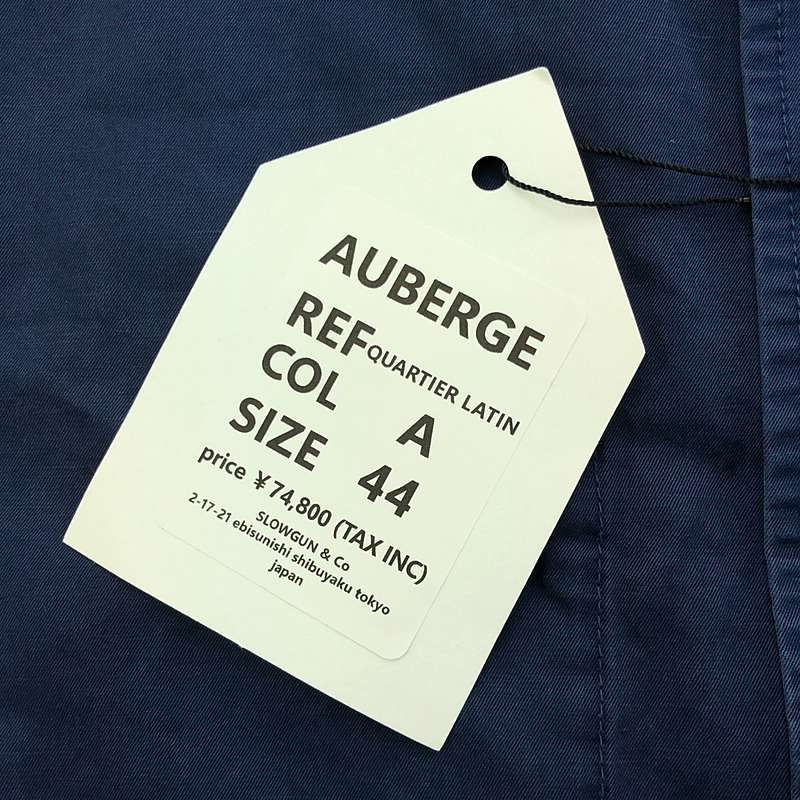 AUBERGE
REF QUARTIER LATIN
COL A
SIZE 44
price ¥74,800 (TAX INC)
SLOWGUN & Co
2-17-21 ebisunishi shibuyaku tokyo
japan